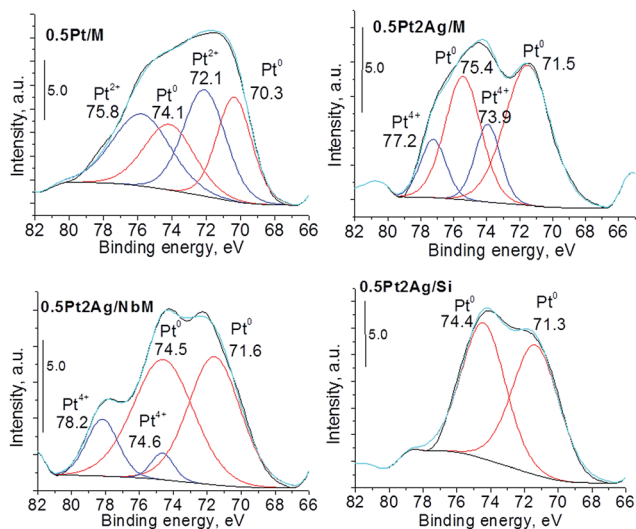 0.5Pt/M
5.0
Pt²⁺
75.8
Pt⁰
74.1
Pt²⁺
72.1
Pt⁰
70.3
Intensity, a.u.
82 80 78 76 74 72 70 68 66
Binding energy, eV
0.5Pt2Ag/M
5.0
Pt⁴⁺
77.2
Pt⁰
75.4
Pt⁴⁺
73.9
Pt⁰
71.5
Intensity, a.u.
82 80 78 76 74 72 70 68 66
Binding energy, eV
0.5Pt2Ag/NbM
5.0
Pt⁴⁺
78.2
Pt⁰
74.5
Pt⁴⁺
74.6
Pt⁰
71.6
Intensity, a.u.
82 80 78 76 74 72 70 68 66
Binding energy, eV
0.5Pt2Ag/Si
5.0
Pt⁰
74.4
Pt⁰
71.3
Intensity, a.u.
82 80 78 76 74 72 70 68 66
Binding energy, eV